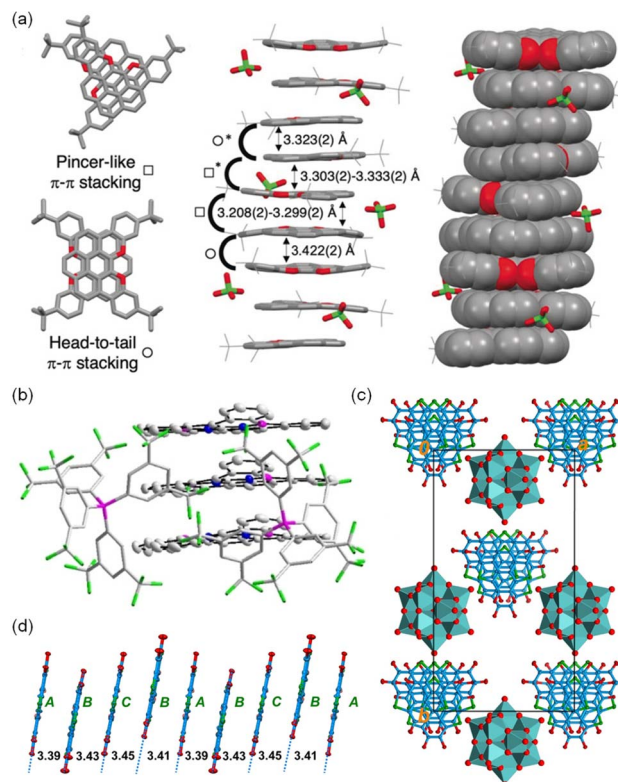 (a)
Pincer-like □
π-π stacking
Head-to-tail
π-π stacking ○
○*
3.323(2) Å
□*
3.303(2)-3.333(2) Å
□
3.208(2)-3.299(2) Å
○
3.422(2) Å
(b)
(c)
a
b
(d)
A B C B A B C B A
3.39 3.43 3.45 3.41 3.39 3.43 3.45 3.41